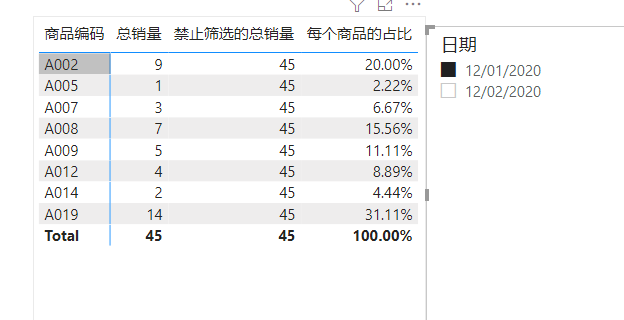 商品编码 总销量 禁止筛选的总销量 每个商品的占比
A002 9 45 20.00%
A005 1 45 2.22%
A007 3 45 6.67%
A008 7 45 15.56%
A009 5 45 11.11%
A012 4 45 8.89%
A014 2 45 4.44%
A019 14 45 31.11%
Total 45 45 100.00%
日期
12/01/2020
12/02/2020